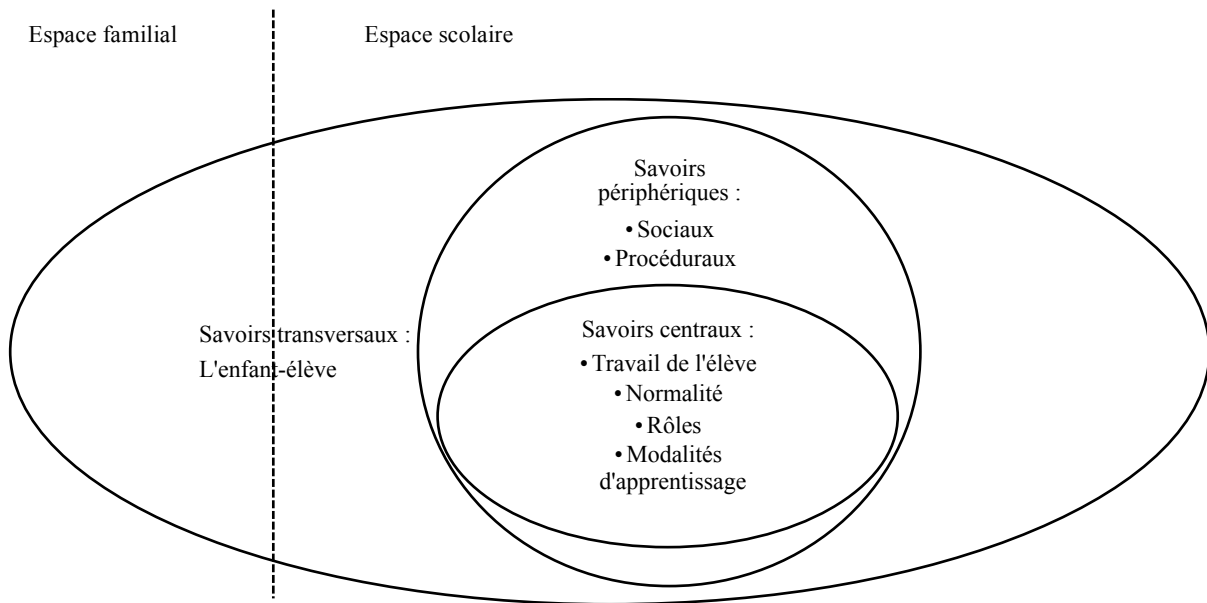 Espace familial
Espace scolaire
Savoirs
périphériques :
• Sociaux
• Procéduraux
Savoirs transversaux :
L'enfant-élève
Savoirs centraux :
• Travail de l'élève
• Normalité
• Rôles
• Modalités
d'apprentissage